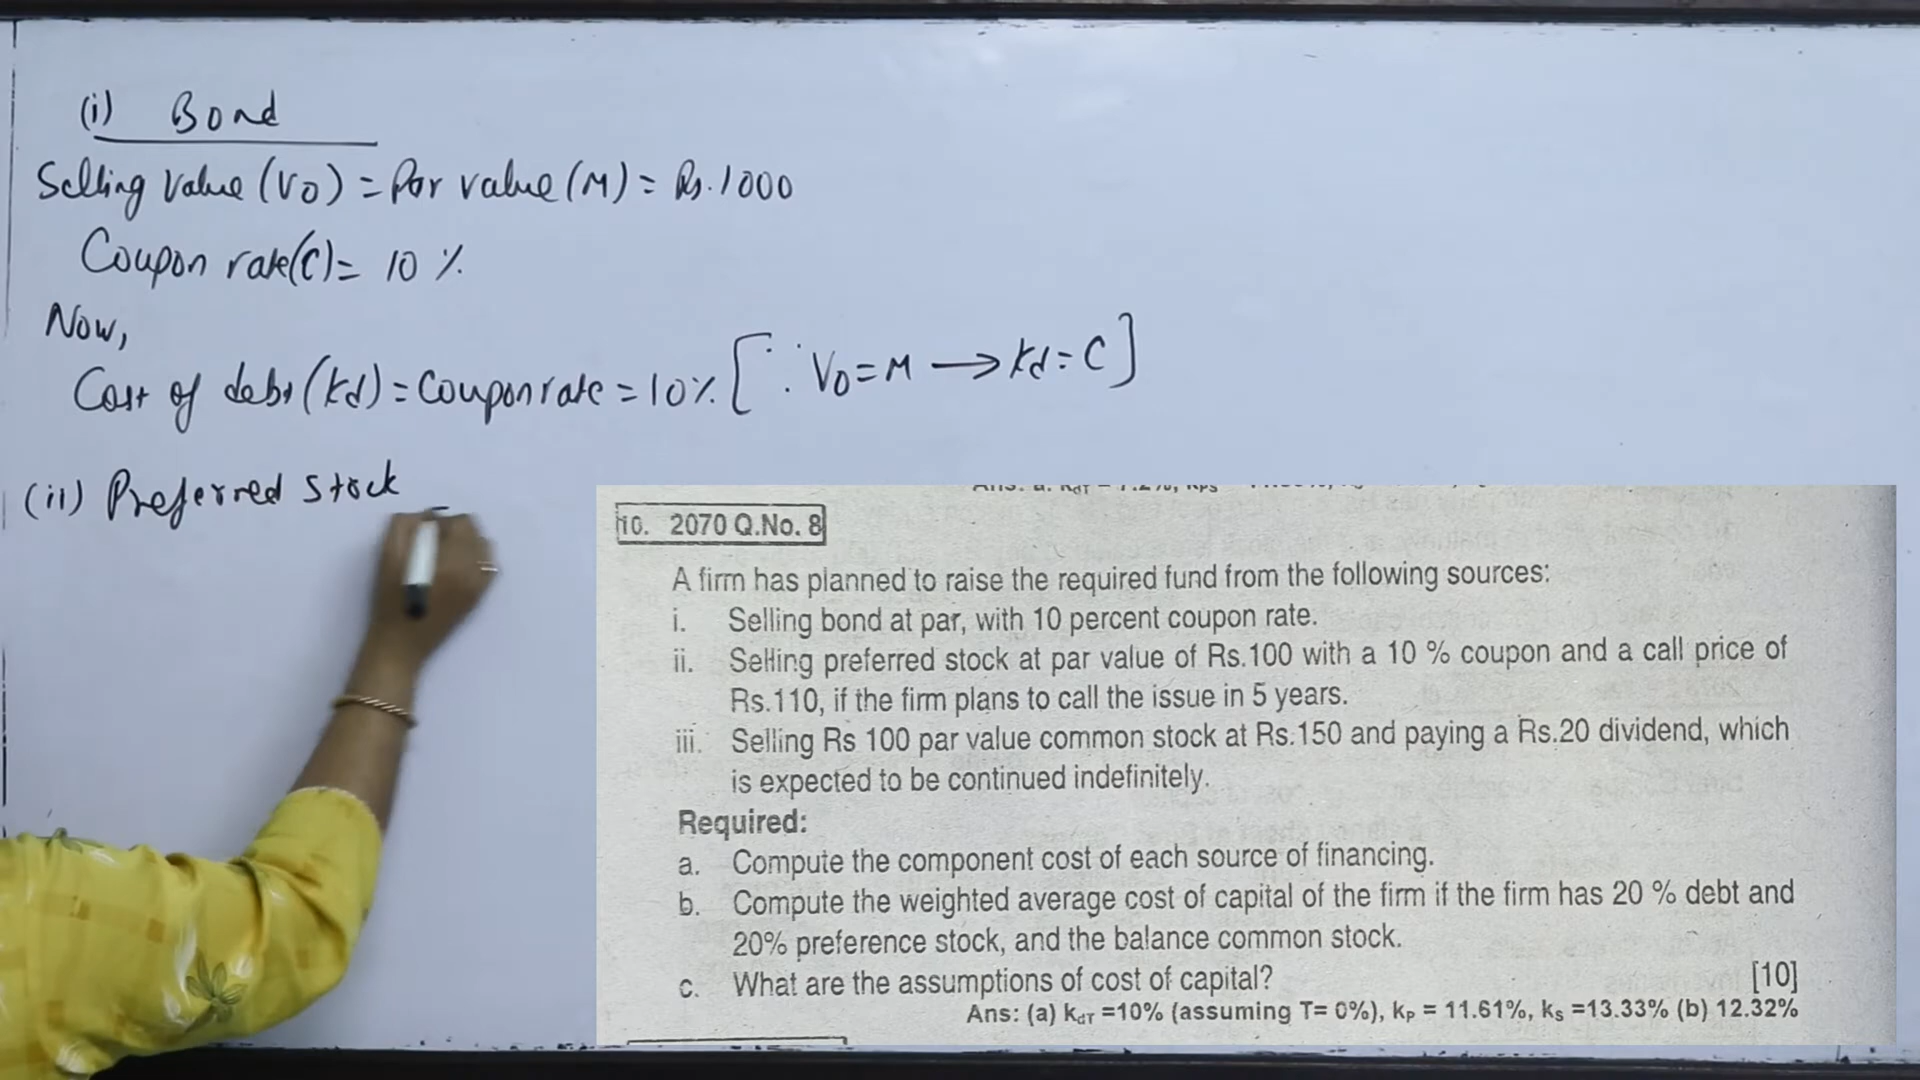 (i) Bond
Selling value (V0) = Par value (M) = Rs. 1000
Coupon rate (C) = 10 %
Now,
Cost of debt (kd) = Coupon rate = 10% [∵ V0 = M → kd = C]
(ii) Preferred stock
10. 2070 Q.No. 8
A firm has planned to raise the required fund from the following sources:
i. Selling bond at par, with 10 percent coupon rate.
ii. Selling preferred stock at par value of Rs.100 with a 10 % coupon and a call price of
Rs.110, if the firm plans to call the issue in 5 years.
iii. Selling Rs 100 par value common stock at Rs.150 and paying a Rs.20 dividend, which
is expected to be continued indefinitely.
Required:
a. Compute the component cost of each source of financing.
b. Compute the weighted average cost of capital of the firm if the firm has 20 % debt and
20% preference stock, and the balance common stock.
c. What are the assumptions of cost of capital? [10]
Ans: (a) kdT =10% (assuming T= 0%), kP = 11.61%, ks =13.33% (b) 12.32%